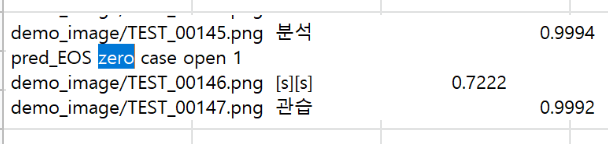 demo_image/TEST_00145.png 분석 0.9994
pred_EOS zero case open 1
demo_image/TEST_00146.png [s][s] 0.7222
demo_image/TEST_00147.png 관습 0.9992